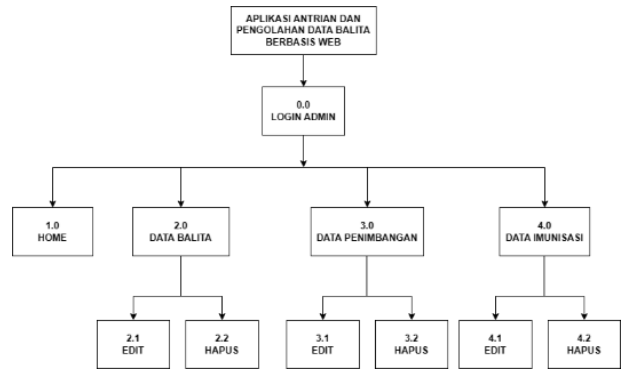 APLIKASI ANTRIAN DAN
PENGOLAHAN DATA BALITA
BERBASIS WEB
0.0
LOGIN ADMIN
1.0
HOME
2.0
DATA BALITA
3.0
DATA PENIMBANGAN
4.0
DATA IMUNISASI
2.1
EDIT
2.2
HAPUS
3.1
EDIT
3.2
HAPUS
4.1
EDIT
4.2
HAPUS